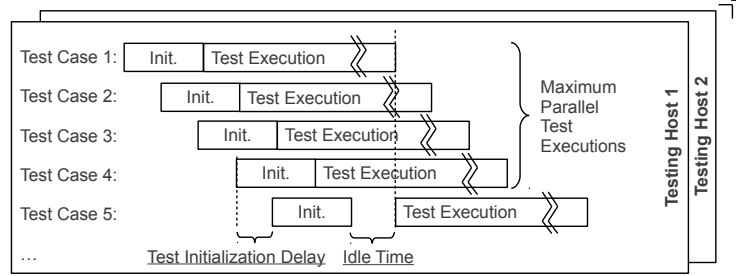 Test Case 1: Init. Test Execution
Test Case 2: Init. Test Execution
Test Case 3: Init. Test Execution
Test Case 4: Init. Test Execution
Test Case 5: Init. Test Execution
...
Maximum
Parallel
Test
Executions
Testing Host 1
Testing Host 2
Test Initialization Delay Idle Time